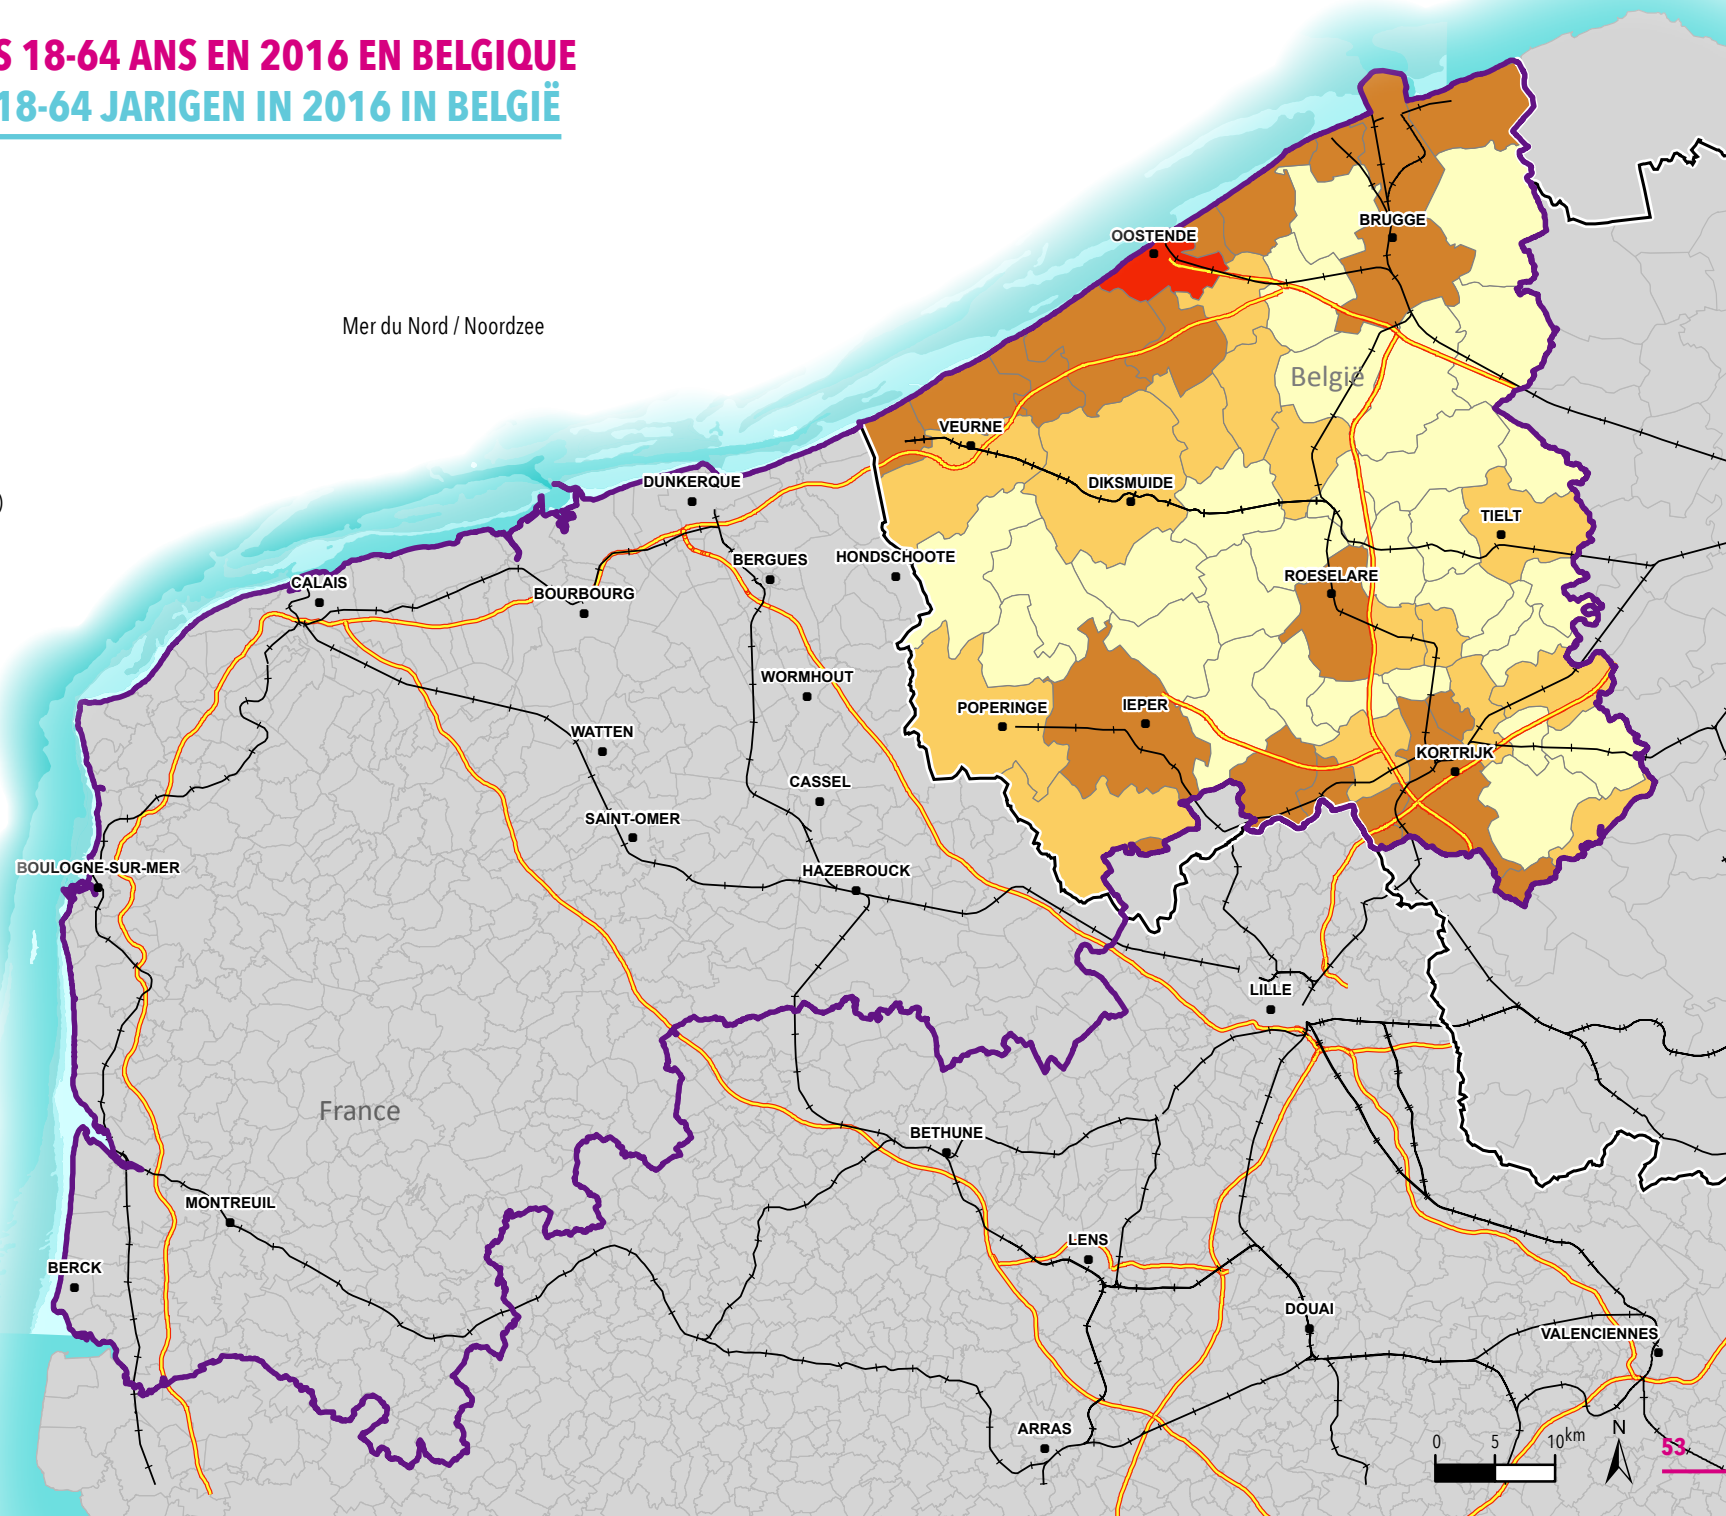 S 18-64 ANS EN 2016 EN BELGIQUE
18-64 JARIGEN IN 2016 IN BELGIË
Mer du Nord / Noordzee
)
BRUGGE
OOSTENDE
België
VEURNE
DIKSMUIDE
TIELT
ROESELARE
DUNKERQUE
BERGUES
HONDSCHOOTE
CALAIS
BOURBOURG
WORMHOUT
POPERINGE
IEPER
WATTEN
KORTRIJK
CASSEL
SAINT-OMER
BOULOGNE-SUR-MER
HAZEBROUCK
LILLE
France
BETHUNE
MONTREUIL
LENS
BERCK
DOUAI
VALENCIENNES
ARRAS
0 5 10km
N
53